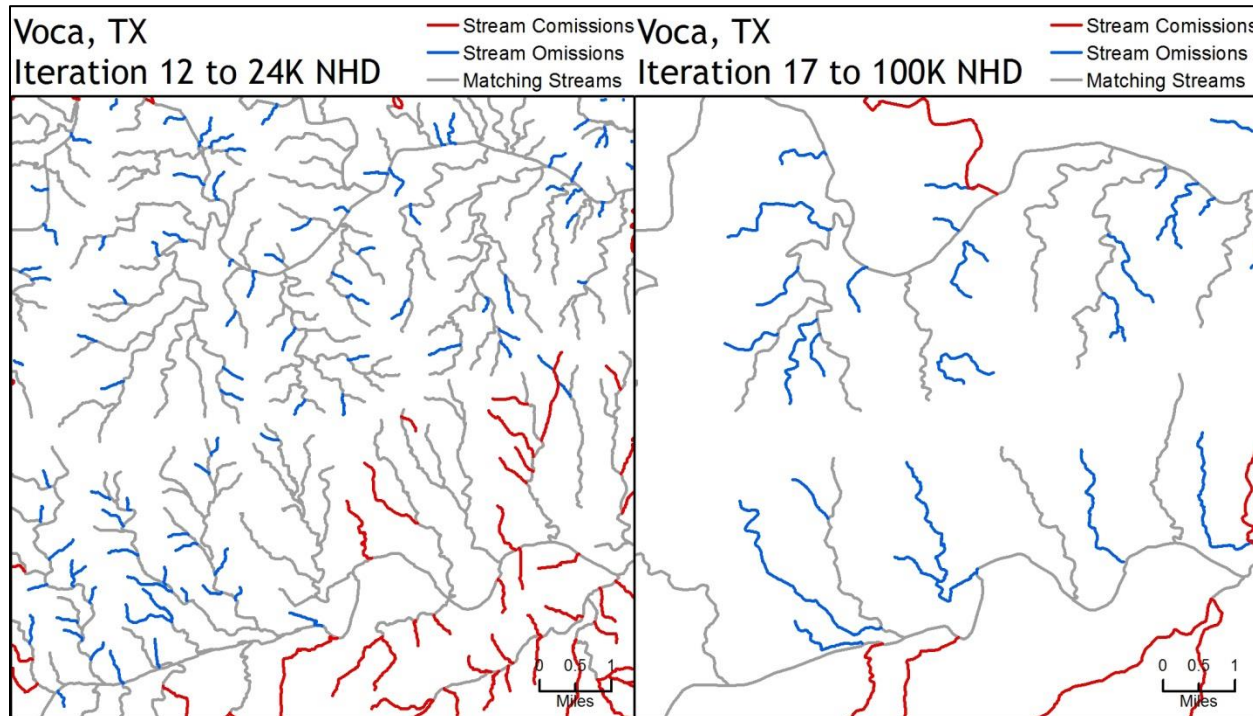 Voca, TX
Iteration 12 to 24K NHD
Stream Comissions
Stream Omissions
Matching Streams
0 0.5 1
Miles
Voca, TX
Iteration 17 to 100K NHD
Stream Comissions
Stream Omissions
Matching Streams
0 0.5 1
Miles